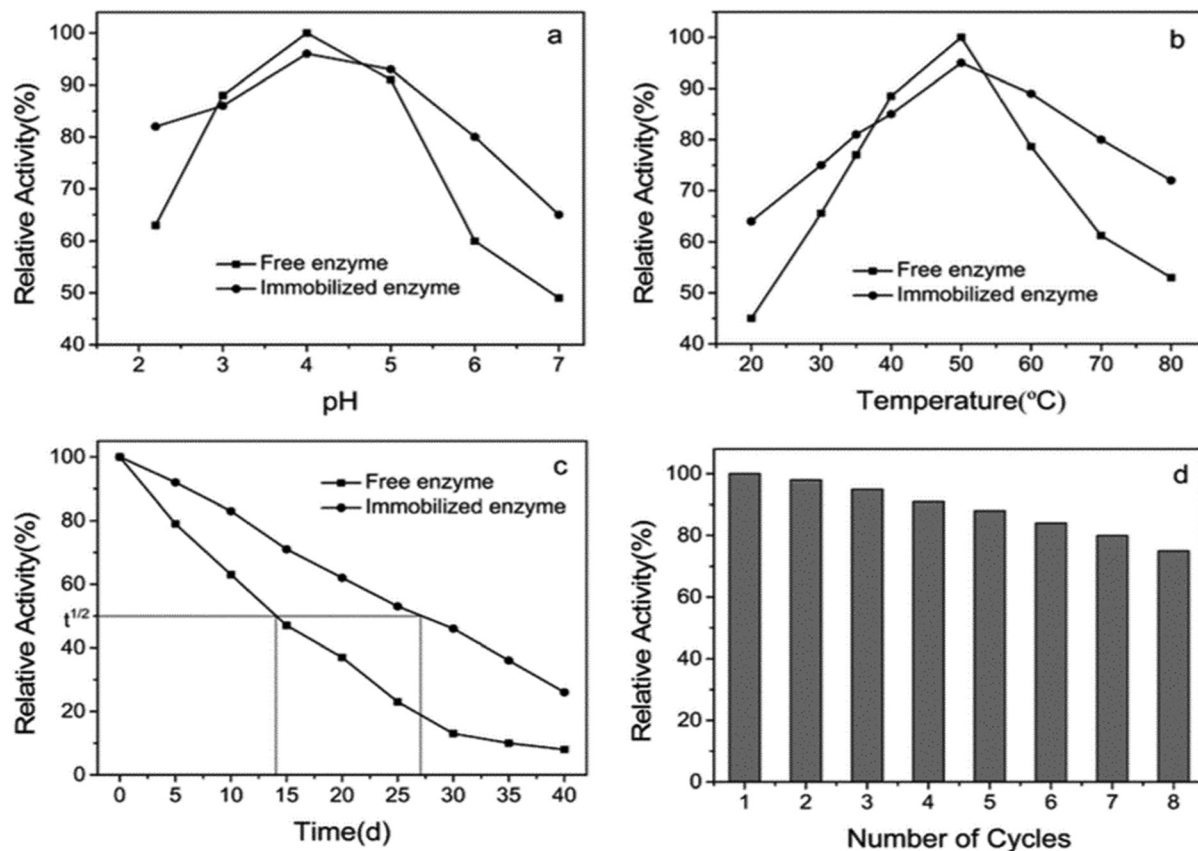 a
100
90
80
70
60
50
40
Relative Activity(%)
Free enzyme
Immobilized enzyme
2 3 4 5 6 7
pH
b
100
90
80
70
60
50
40
Relative Activity(%)
Free enzyme
Immobilized enzyme
20 30 40 50 60 70 80
Temperature(°C)
c
100
80
60
t1/2
40
20
0
Relative Activity(%)
Free enzyme
Immobilized enzyme
0 5 10 15 20 25 30 35 40
Time(d)
d
100
80
60
40
20
0
Relative Activity(%)
1 2 3 4 5 6 7 8
Number of Cycles